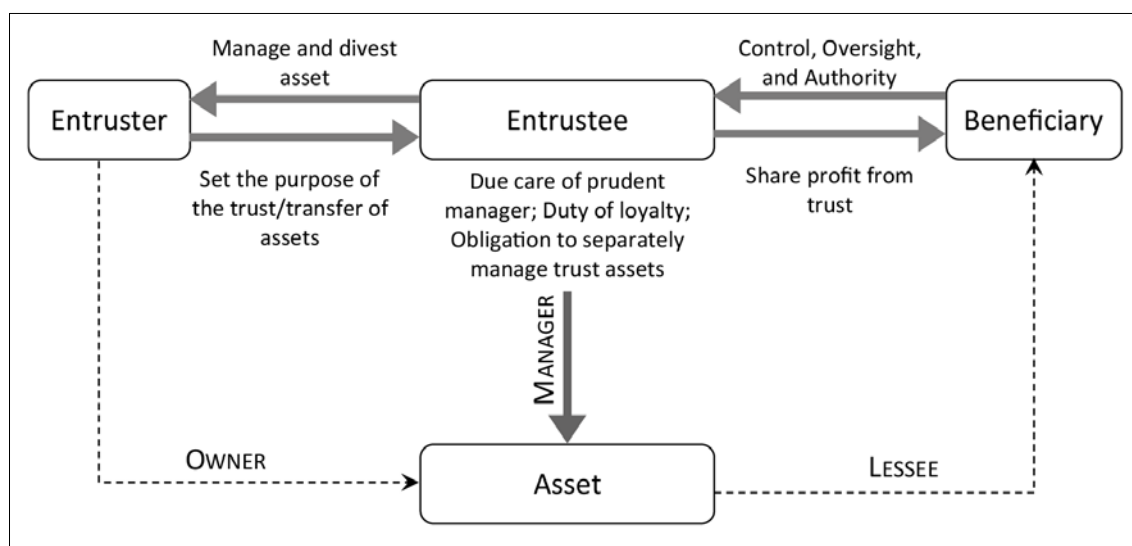 Manage and divest
asset
Control, Oversight,
and Authority
Entruster
Entrustee
Beneficiary
Set the purpose of
the trust/transfer of
assets
Due care of prudent
manager; Duty of loyalty;
Obligation to separately
manage trust assets
Share profit from
trust
MANAGER
OWNER
LESSEE
Asset